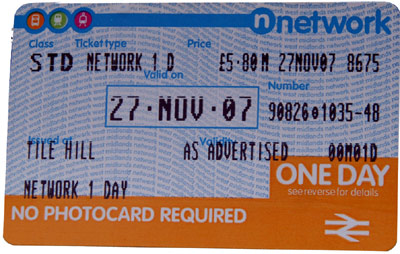 nnetwork
Class Ticket type Price
STD NETWORK 1 D £5.80M 27NOV07 8675
Valid on Number
27·NOV·07 90826 1035-48
Issued at Validity
TILE HILL AS ADVERTISED 00M01D
ONE DAY
see reverse for details
NETWORK 1 DAY
NO PHOTOCARD REQUIRED